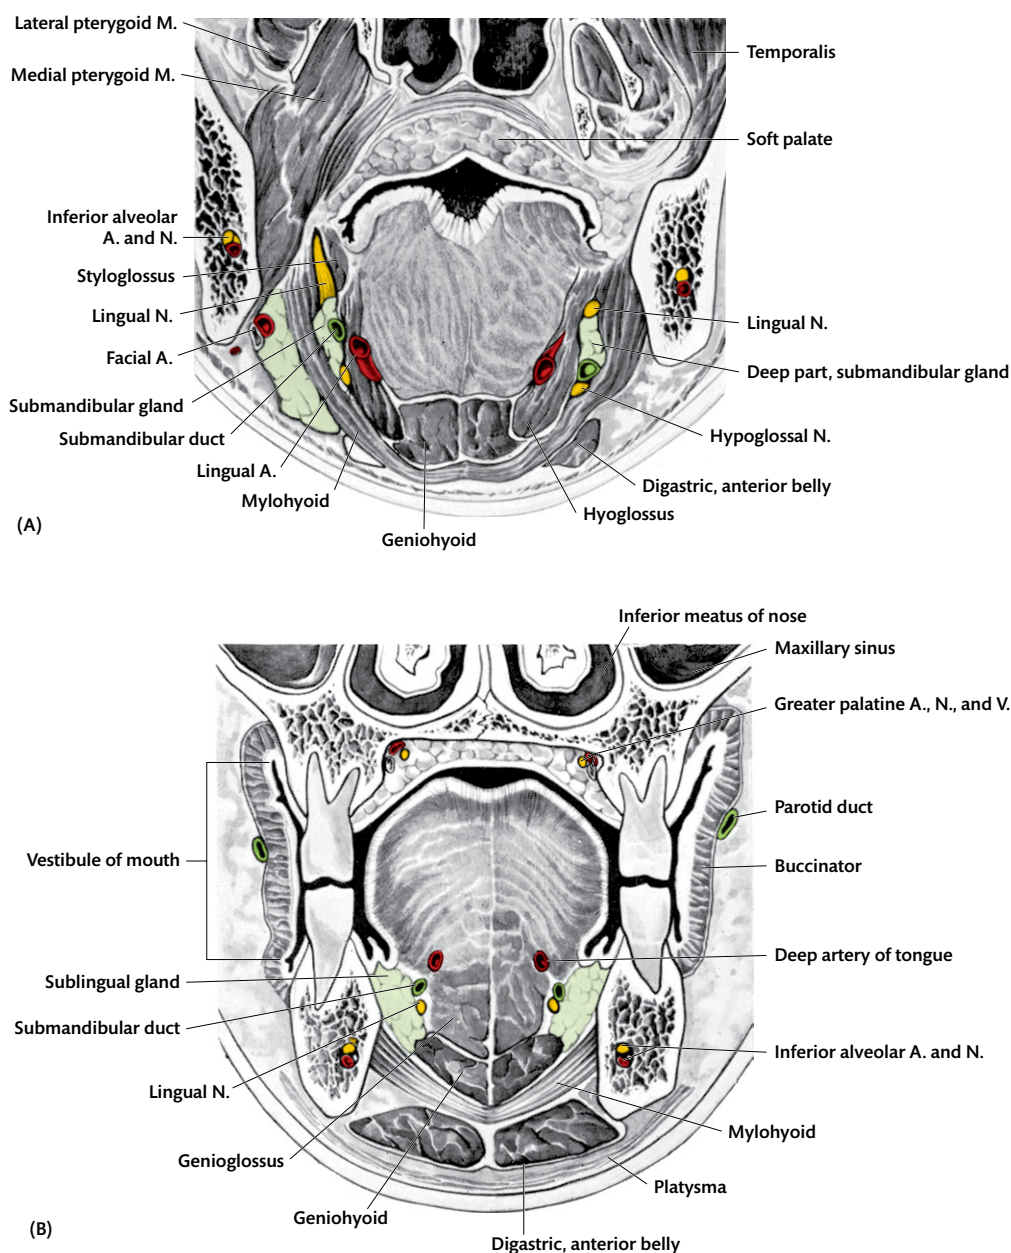 Lateral pterygoid M.
Medial pterygoid M.
Temporalis
Soft palate
Inferior alveolar
A. and N.
Styloglossus
Lingual N.
Facial A.
Submandibular gland
Submandibular duct
Lingual A.
Mylohyoid
Geniohyoid
Lingual N.
Deep part, submandibular gland
Hypoglossal N.
Digastric, anterior belly
Hyoglossus
(A)
Inferior meatus of nose
Maxillary sinus
Greater palatine A., N., and V.
Parotid duct
Buccinator
Vestibule of mouth
Deep artery of tongue
Sublingual gland
Submandibular duct
Lingual N.
Inferior alveolar A. and N.
Mylohyoid
Genioglossus
Platysma
Geniohyoid
Digastric, anterior belly
(B)